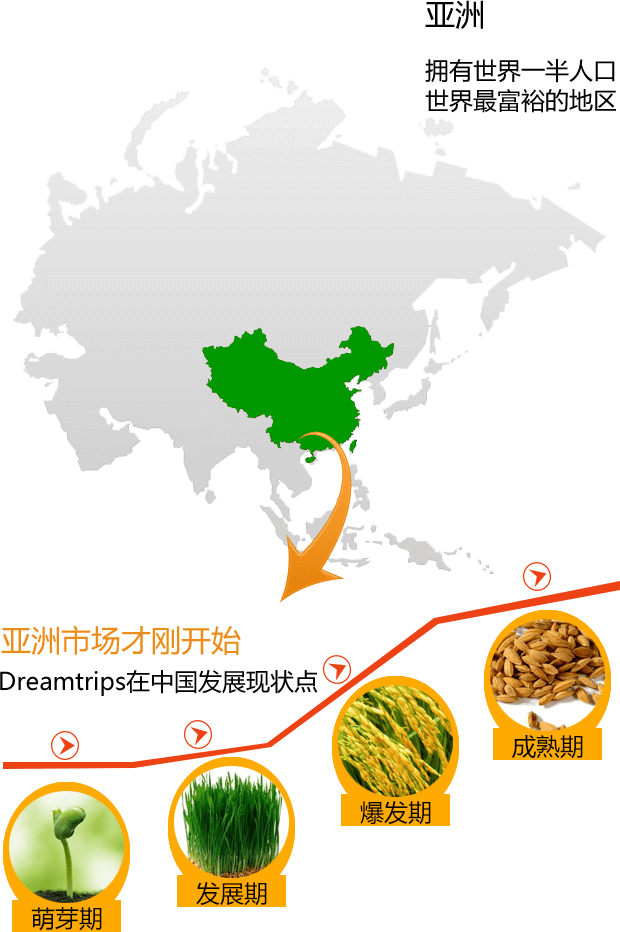 亚洲
拥有世界一半人口
世界最富裕的地区
亚洲市场才刚开始
Dreamtrips在中国发展现状点
成熟期
爆发期
发展期
萌芽期